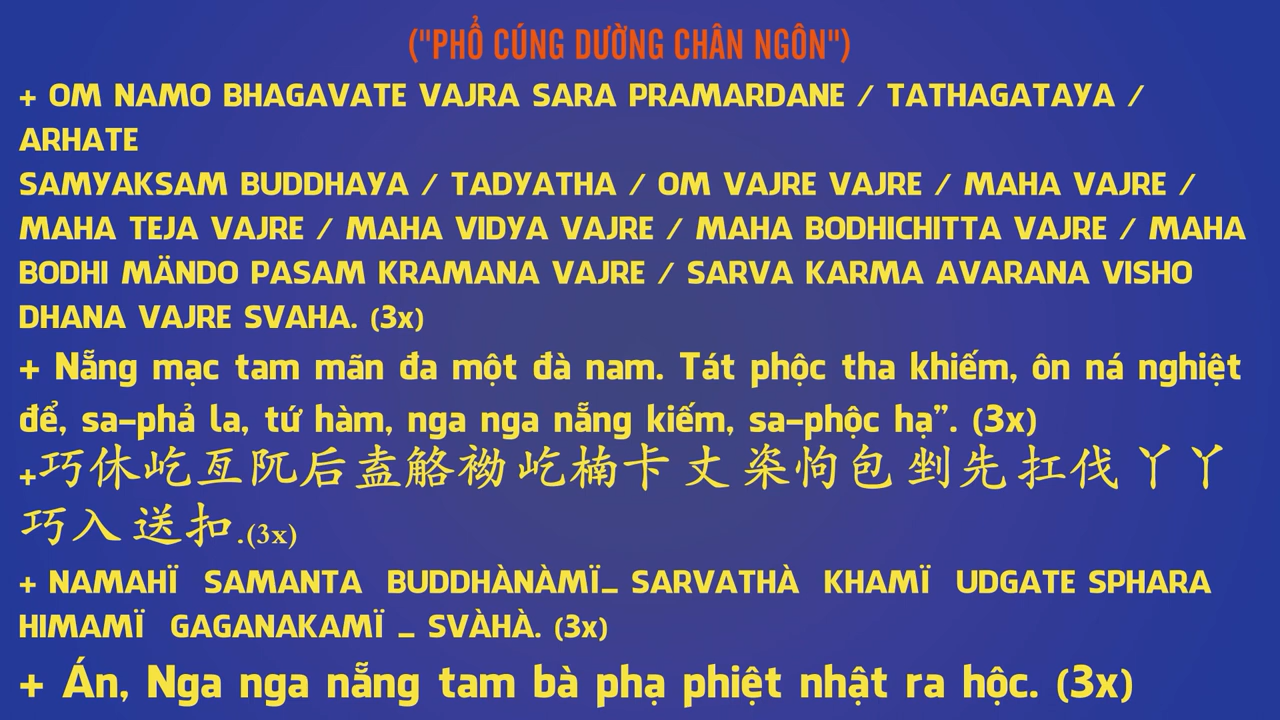 ("PHỔ CÚNG DƯỜNG CHÂN NGÔN")
+ OM NAMO BHAGAVATE VAJRA SARA PRAMARDANE / TATHAGATAYA /
ARHATE
SAMYAKSAM BUDDHAYA / TADYATHA / OM VAJRE VAJRE / MAHA VAJRE /
MAHA TEJA VAJRE / MAHA VIDYA VAJRE / MAHA BODHICHITTA VAJRE / MAHA
BODHI MÄNDO PASAM KRAMANA VAJRE / SARVA KARMA AVARANA VISHO
DHANA VAJRE SVAHA. (3x)
+ Nẵng mạc tam mãn đa một đà nam. Tát phộc tha khiếm, ôn ná nghiệt
để, sa-phả la, tứ hàm, nga nga nẵng kiếm, sa-phộc hạ”. (3x)
+巧休屹亙阢后盍觡袎屹楠卡丈栥怐包剉先扛伐丫丫
巧入送扣.(3x)
+ NAMAHÏ SAMANTA BUDDHÀNÀMÏ_ SARVATHÀ KHAMÏ UDGATE SPHARA
HIMAMÏ GAGANAKAMÏ _ SVÀHÀ. (3x)
+ Án, Nga nga nẵng tam bà phạ phiệt nhật ra hộc. (3x)